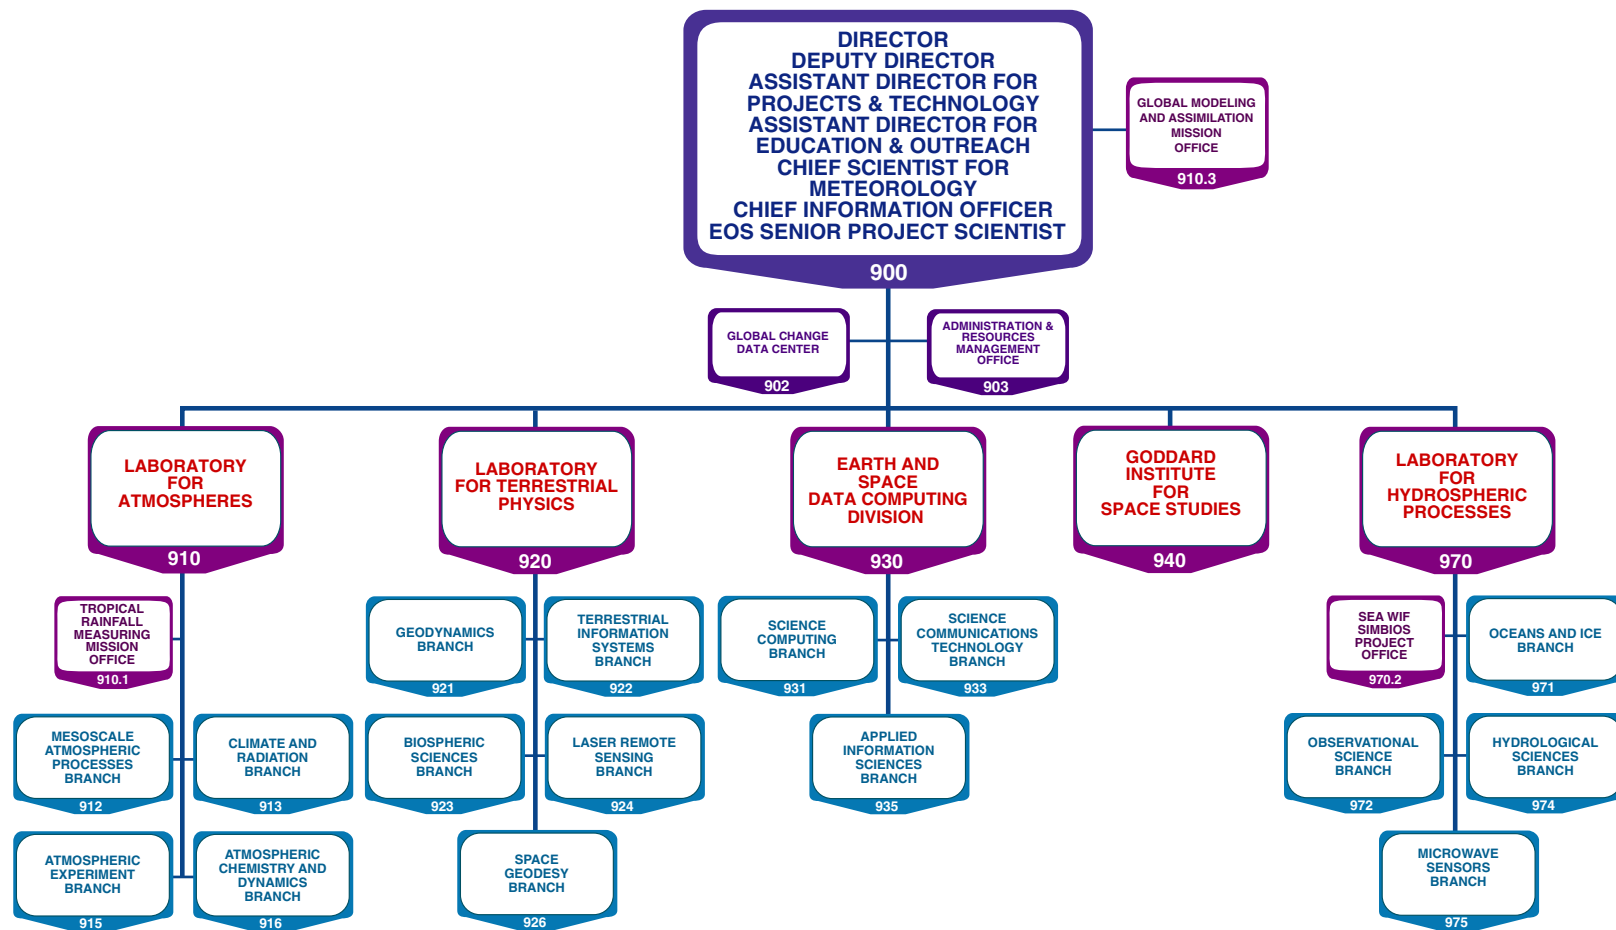 DIRECTOR
DEPUTY DIRECTOR
ASSISTANT DIRECTOR FOR
PROJECTS & TECHNOLOGY
ASSISTANT DIRECTOR FOR
EDUCATION & OUTREACH
CHIEF SCIENTIST FOR
METEOROLOGY
CHIEF INFORMATION OFFICER
EOS SENIOR PROJECT SCIENTIST
900
GLOBAL MODELING
AND ASSIMILATION
MISSION
OFFICE
910.3
GLOBAL CHANGE
DATA CENTER
902
ADMINISTRATION &
RESOURCES
MANAGEMENT
OFFICE
903
LABORATORY
FOR
ATMOSPHERES
910
LABORATORY
FOR TERRESTRIAL
PHYSICS
920
EARTH AND
SPACE
DATA COMPUTING
DIVISION
930
GODDARD
INSTITUTE
FOR
SPACE STUDIES
940
LABORATORY
FOR
HYDROSPHERIC
PROCESSES
970
TROPICAL
RAINFALL
MEASURING
MISSION
OFFICE
910.1
GEODYNAMICS
BRANCH
921
TERRESTRIAL
INFORMATION
SYSTEMS
BRANCH
922
SCIENCE
COMPUTING
BRANCH
931
SCIENCE
COMMUNICATIONS
TECHNOLOGY
BRANCH
933
SEA WIF
SIMBIOS
PROJECT
OFFICE
970.2
OCEANS AND ICE
BRANCH
971
MESOSCALE
ATMOSPHERIC
PROCESSES
BRANCH
912
CLIMATE AND
RADIATION
BRANCH
913
BIOSPHERIC
SCIENCES
BRANCH
923
LASER REMOTE
SENSING
BRANCH
924
APPLIED
INFORMATION
SCIENCES
BRANCH
935
OBSERVATIONAL
SCIENCE
BRANCH
972
HYDROLOGICAL
SCIENCES
BRANCH
974
ATMOSPHERIC
EXPERIMENT
BRANCH
915
ATMOSPHERIC
CHEMISTRY AND
DYNAMICS
BRANCH
916
SPACE
GEODESY
BRANCH
926
MICROWAVE
SENSORS
BRANCH
975